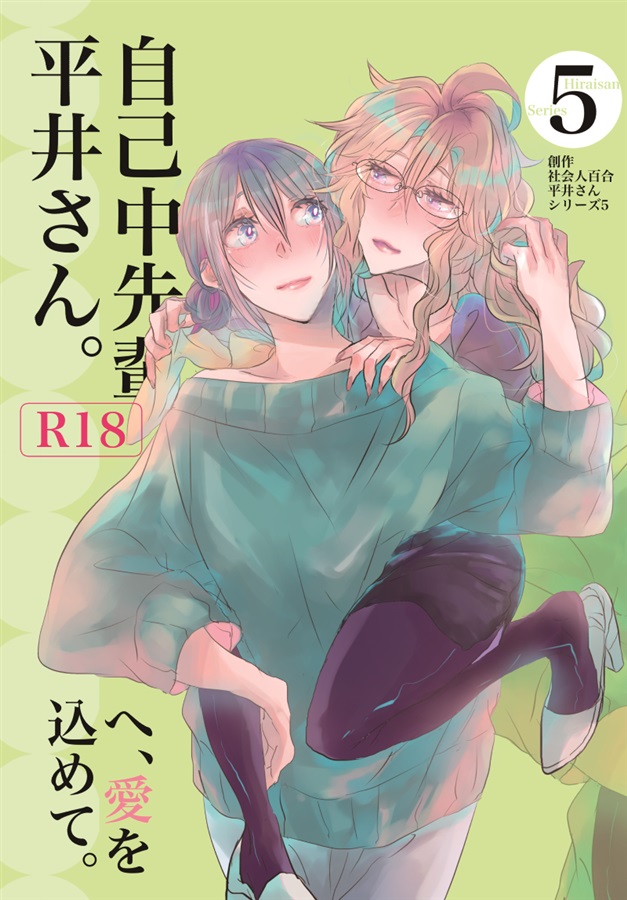 自己中先輩
平井さん。
R18
へ、愛を
込めて。
Hiraisan
5
Series
創作
社会人百合
平井さん
シリーズ5